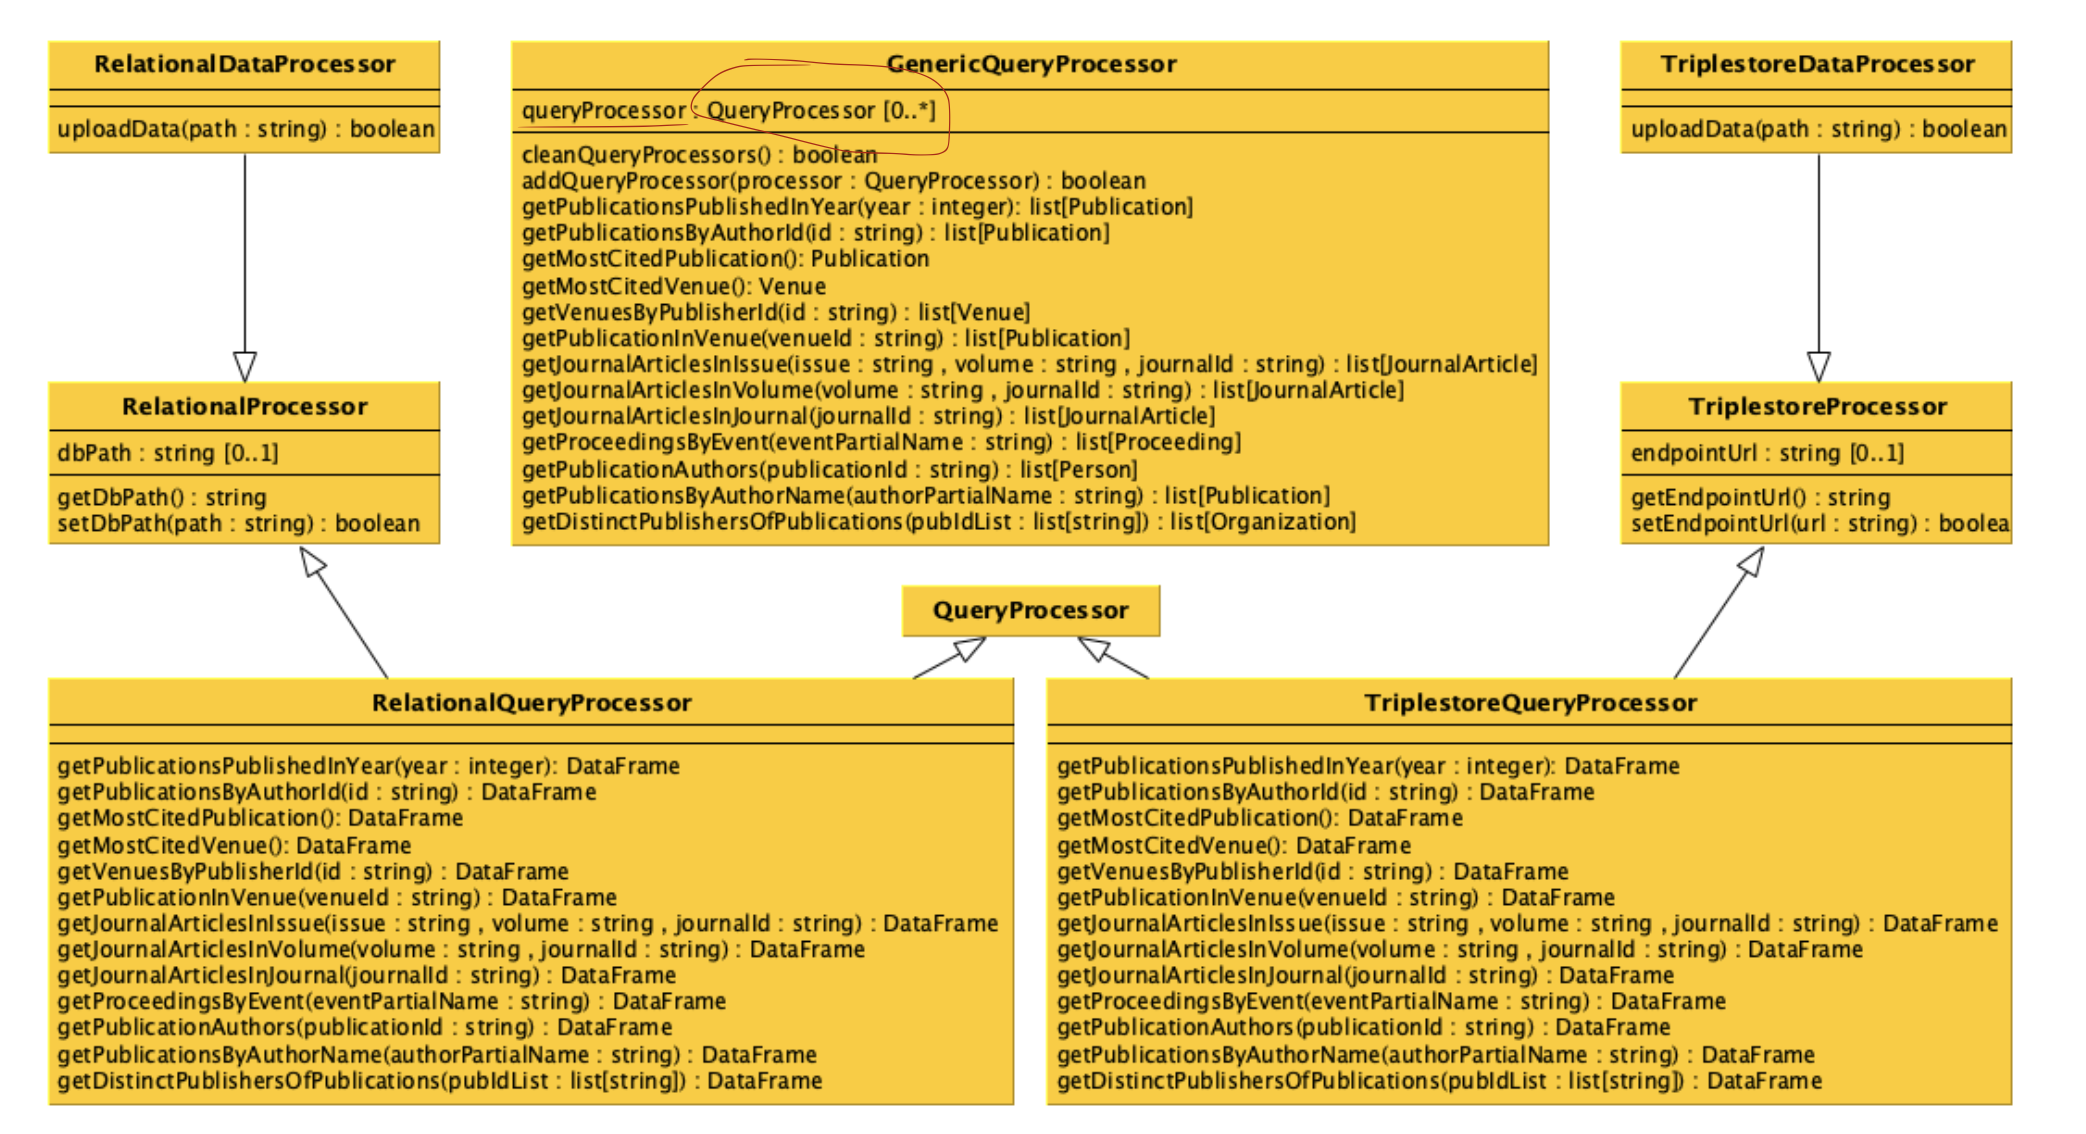 RelationalDataProcessor
uploadData(path : string) : boolean
GenericQueryProcessor
queryProcessor : QueryProcessor [0..*]
cleanQueryProcessors() : boolean
addQueryProcessor(processor : QueryProcessor) : boolean
getPublicationsPublishedInYear(year : integer): list[Publication]
getPublicationsByAuthorId(id : string) : list[Publication]
getMostCitedPublication(): Publication
getMostCitedVenue(): Venue
getVenuesByPublisherId(id : string) : list[Venue]
getPublicationInVenue(venueId : string) : list[Publication]
getJournalArticlesInIssue(issue : string , volume : string , journalId : string) : list[JournalArticle]
getJournalArticlesInVolume(volume : string , journalId : string) : list[JournalArticle]
getJournalArticlesInJournal(journalId : string) : list[JournalArticle]
getProceedingsByEvent(eventPartialName : string) : list[Proceeding]
getPublicationAuthors(publicationId : string) : list[Person]
getPublicationsByAuthorName(authorPartialName : string) : list[Publication]
getDistinctPublishersOfPublications(pubIdList : list[string]) : list[Organization]
TriplestoreDataProcessor
uploadData(path : string) : boolean
RelationalProcessor
dbPath : string [0..1]
getDbPath() : string
setDbPath(path : string) : boolean
TriplestoreProcessor
endpointUrl : string [0..1]
getEndpointUrl() : string
setEndpointUrl(url : string) : boolea
QueryProcessor
RelationalQueryProcessor
getPublicationsPublishedInYear(year : integer): DataFrame
getPublicationsByAuthorId(id : string) : DataFrame
getMostCitedPublication(): DataFrame
getMostCitedVenue(): DataFrame
getVenuesByPublisherId(id : string) : DataFrame
getPublicationInVenue(venueId : string) : DataFrame
getJournalArticlesInIssue(issue : string , volume : string , journalId : string) : DataFrame
getJournalArticlesInVolume(volume : string , journalId : string) : DataFrame
getJournalArticlesInJournal(journalId : string) : DataFrame
getProceedingsByEvent(eventPartialName : string) : DataFrame
getPublicationAuthors(publicationId : string) : DataFrame
getPublicationsByAuthorName(authorPartialName : string) : DataFrame
getDistinctPublishersOfPublications(pubIdList : list[string]) : DataFrame
TriplestoreQueryProcessor
getPublicationsPublishedInYear(year : integer): DataFrame
getPublicationsByAuthorId(id : string) : DataFrame
getMostCitedPublication(): DataFrame
getMostCitedVenue(): DataFrame
getVenuesByPublisherId(id : string) : DataFrame
getPublicationInVenue(venueId : string) : DataFrame
getJournalArticlesInIssue(issue : string , volume : string , journalId : string) : DataFrame
getJournalArticlesInVolume(volume : string , journalId : string) : DataFrame
getJournalArticlesInJournal(journalId : string) : DataFrame
getProceedingsByEvent(eventPartialName : string) : DataFrame
getPublicationAuthors(publicationId : string) : DataFrame
getPublicationsByAuthorName(authorPartialName : string) : DataFrame
getDistinctPublishersOfPublications(pubIdList : list[string]) : DataFrame